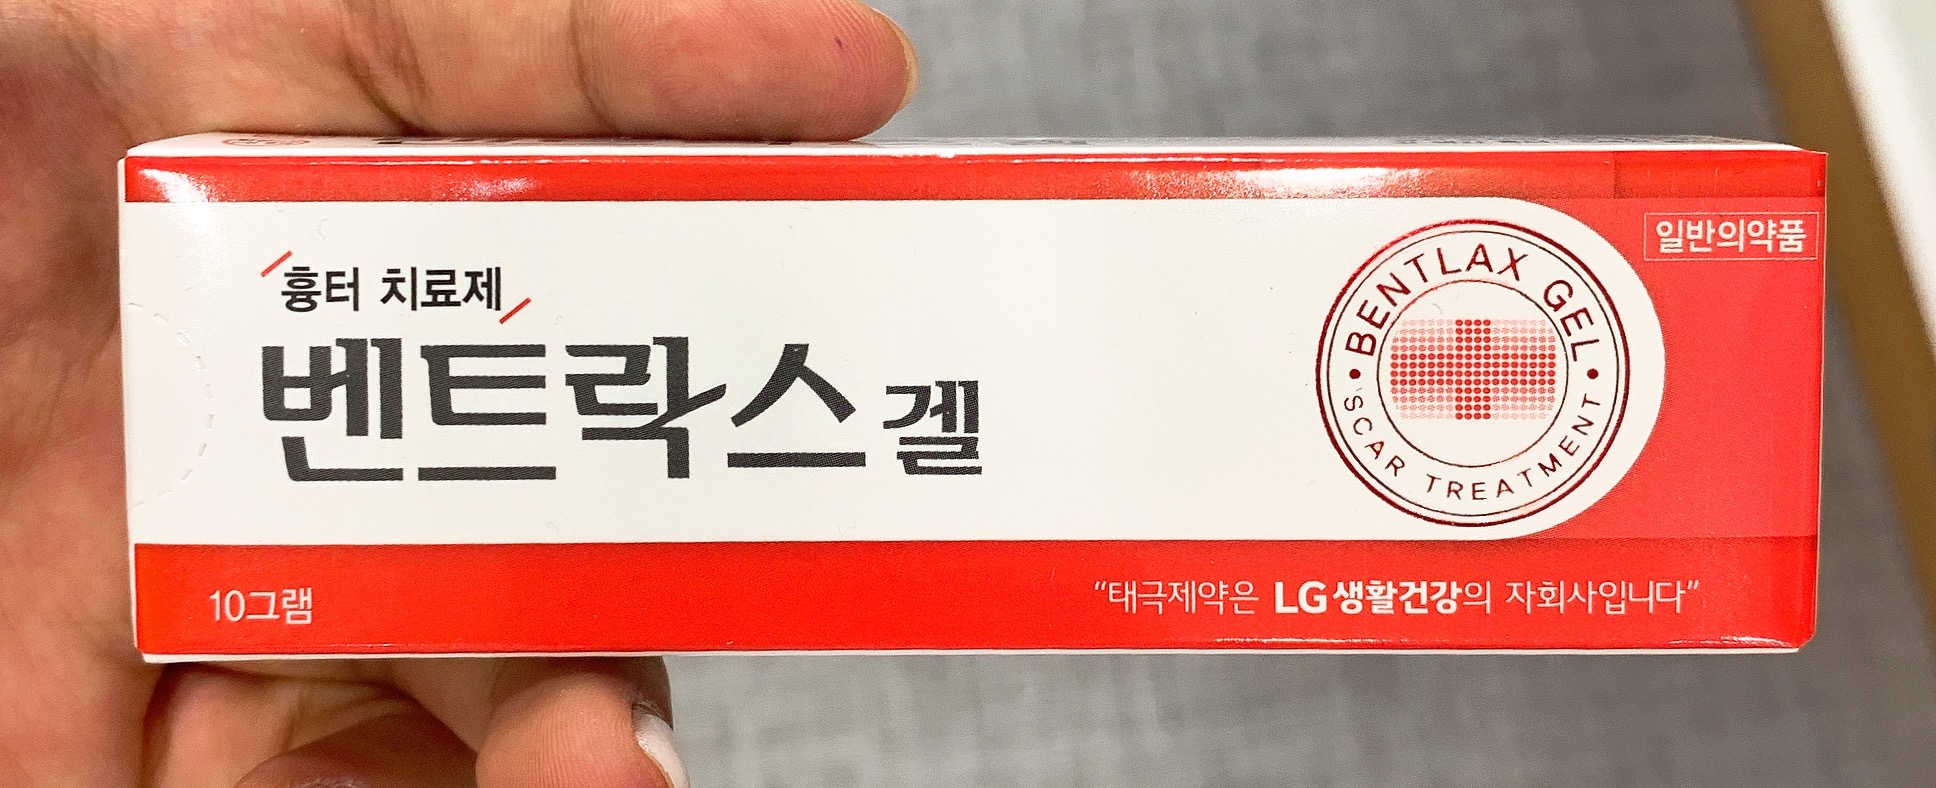 흉터 치료제
벤트락스 겔
BENTLAX GEL
SCAR TREATMENT
일반의약품
10그램
“태극제약은 LG생활건강의 자회사입니다”